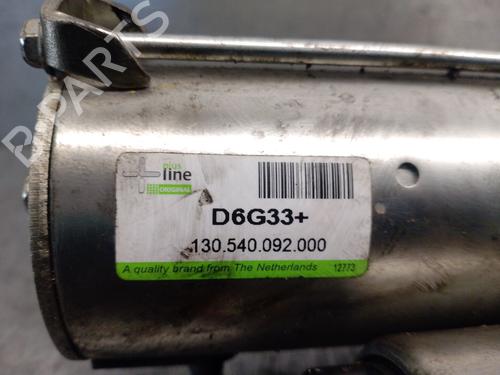 B-PARTS
plus
line
ORIGINAL
D6G33+
130.540.092.000
A quality brand from The Netherlands 12773